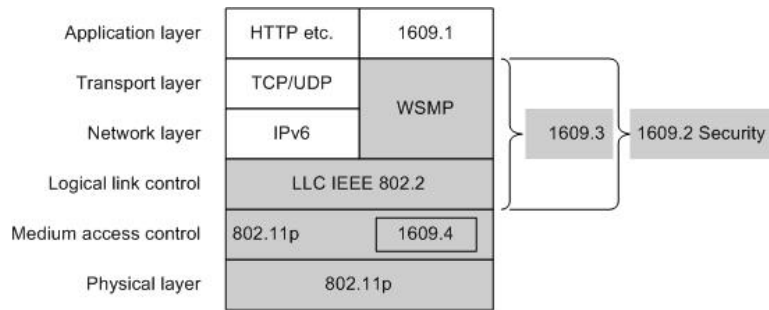 Application layer HTTP etc. 1609.1
Transport layer TCP/UDP
WSMP
Network layer IPv6 1609.3 1609.2 Security
Logical link control LLC IEEE 802.2
Medium access control 802.11p 1609.4
Physical layer 802.11p